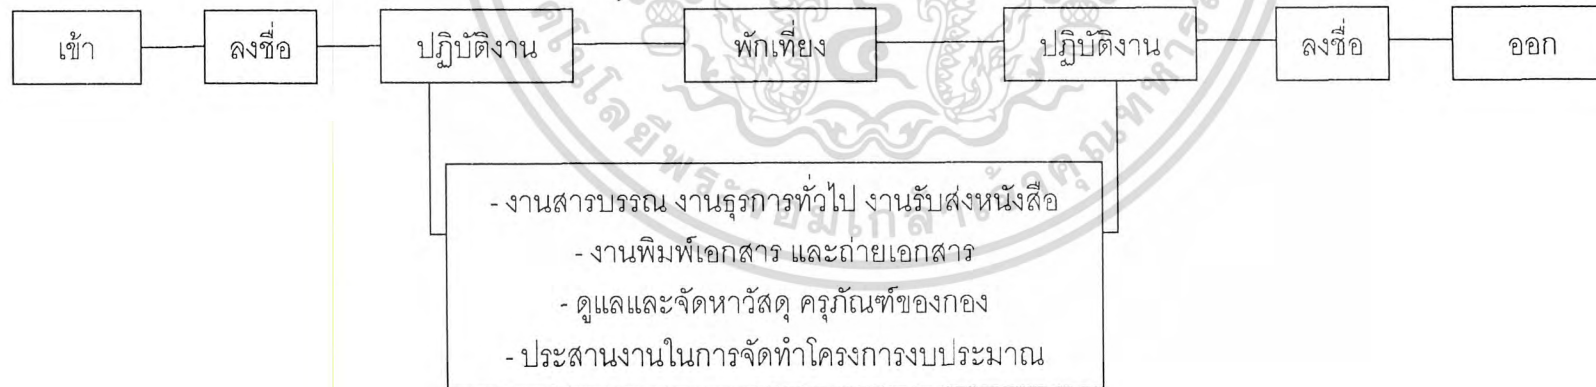 เข้า ลงชื่อ ปฏิบัติงาน พักเที่ยง ปฏิบัติงาน ลงชื่อ ออก
- งานสารบรรณ งานธุรการทั่วไป งานรับส่งหนังสือ
- งานพิมพ์เอกสาร และถ่ายเอกสาร
- ดูแลและจัดหาวัสดุ ครุภัณฑ์ของกอง
- ประสานงานในการจัดทำโครงการงบประมาณ